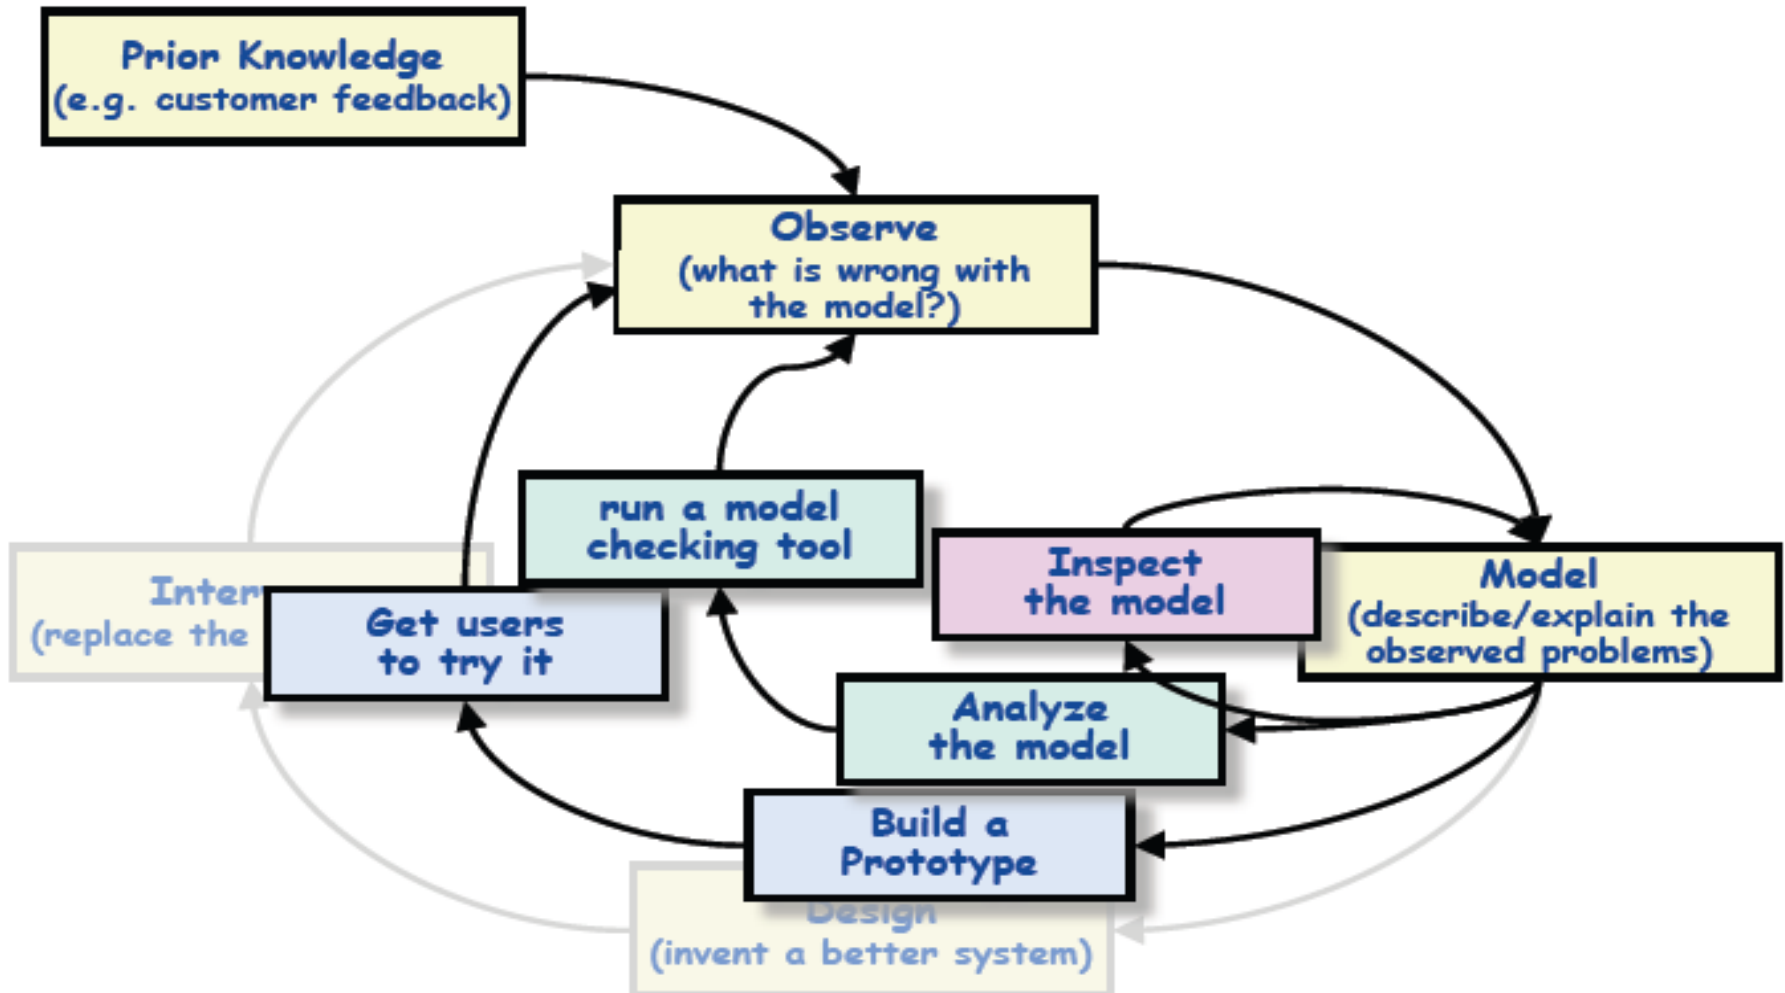 Prior Knowledge
(e.g. customer feedback)
Observe
(what is wrong with
the model?)
run a model
checking tool
Inspect
the model
Model
(describe/explain the
observed problems)
(replace the
Get users
to try it
Analyze
the model
Build a
Prototype
Design
(invent a better system)